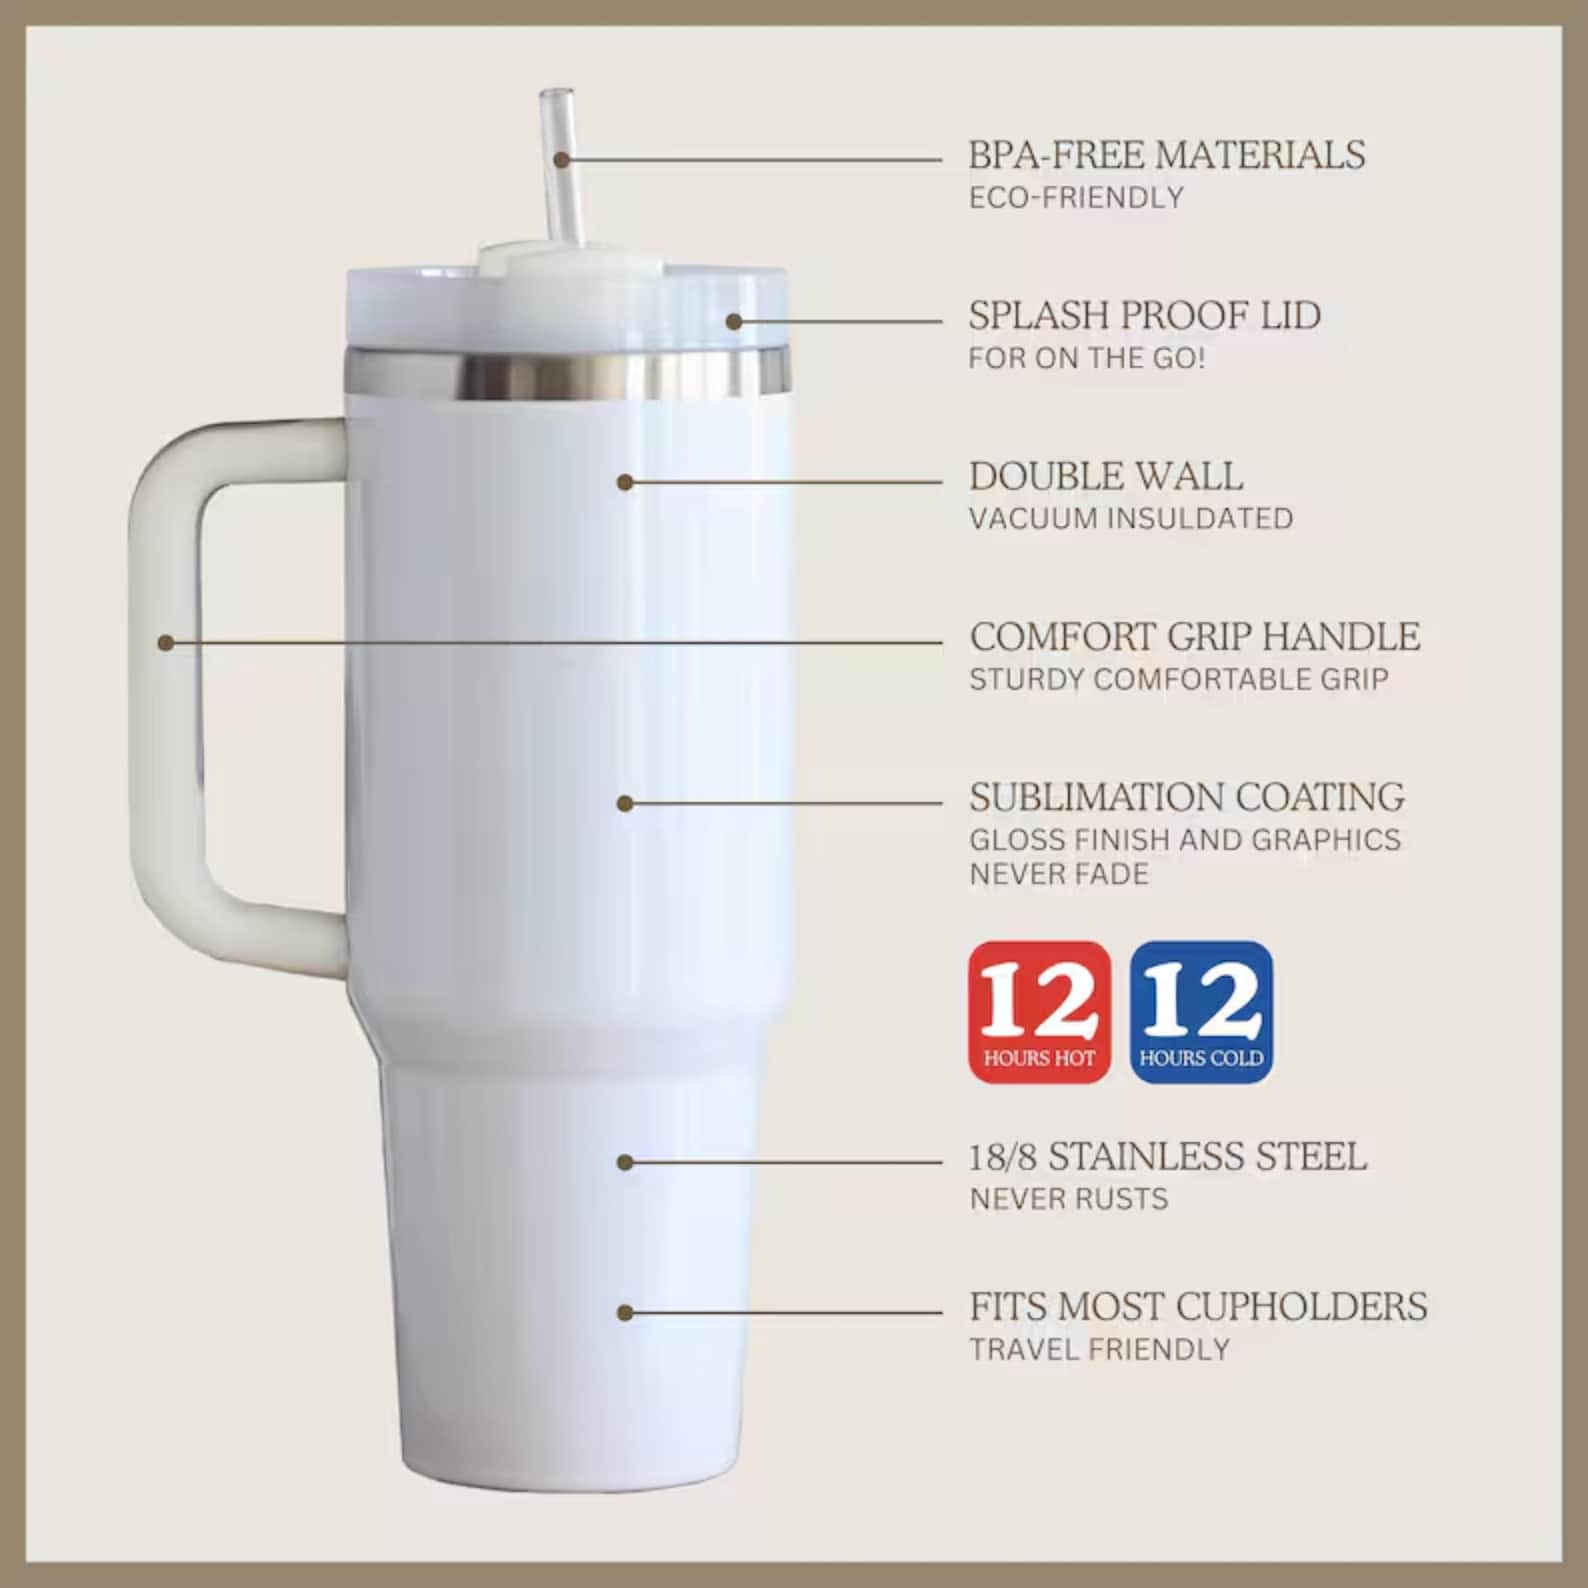 BPA-FREE MATERIALS
ECO-FRIENDLY
SPLASH PROOF LID
FOR ON THE GO!
DOUBLE WALL
VACUUM INSULDATED
COMFORT GRIP HANDLE
STURDY COMFORTABLE GRIP
SUBLIMATION COATING
GLOSS FINISH AND GRAPHICS
NEVER FADE
12
HOURS HOT
12
HOURS COLD
18/8 STAINLESS STEEL
NEVER RUSTS
FITS MOST CUPHOLDERS
TRAVEL FRIENDLY